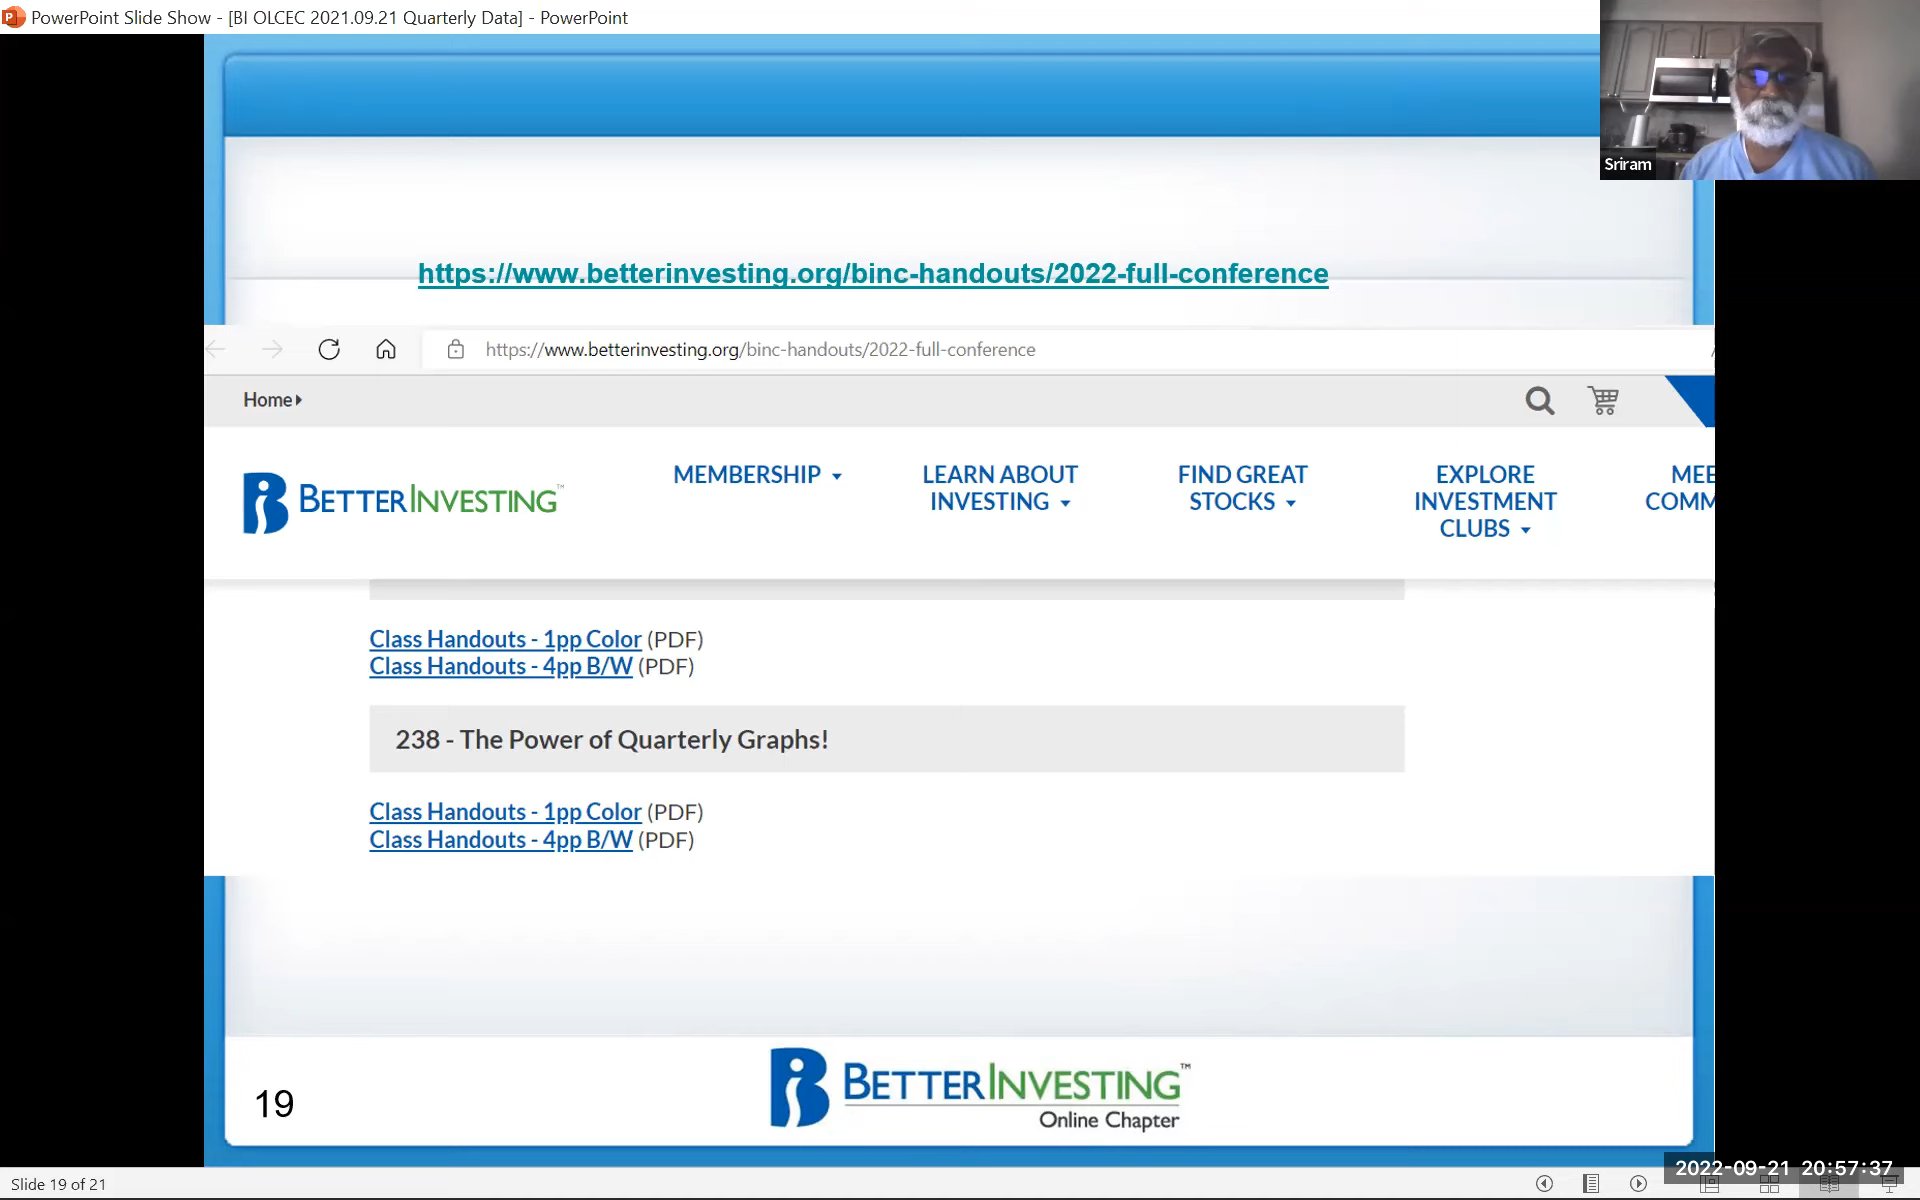 PowerPoint Slide Show - [BI OLCEC 2021.09.21 Quarterly Data] - PowerPoint
Sriram
https://www.betterinvesting.org/binc-handouts/2022-full-conference
https://www.betterinvesting.org/binc-handouts/2022-full-conference
Home
BETTERINVESTING™
MEMBERSHIP
LEARN ABOUT
INVESTING
FIND GREAT
STOCKS
EXPLORE
INVESTMENT
CLUBS
MEE
COMM
Class Handouts - 1pp Color (PDF)
Class Handouts - 4pp B/W (PDF)
238 - The Power of Quarterly Graphs!
Class Handouts - 1pp Color (PDF)
Class Handouts - 4pp B/W (PDF)
19
BETTERINVESTING™
Online Chapter
2022-09-21 20:57:37
Slide 19 of 21